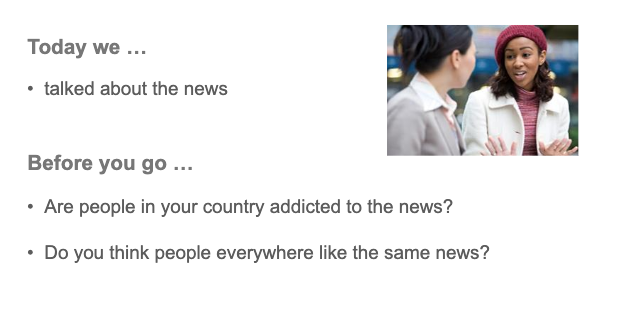 Today we …
• talked about the news
Before you go …
• Are people in your country addicted to the news?
• Do you think people everywhere like the same news?